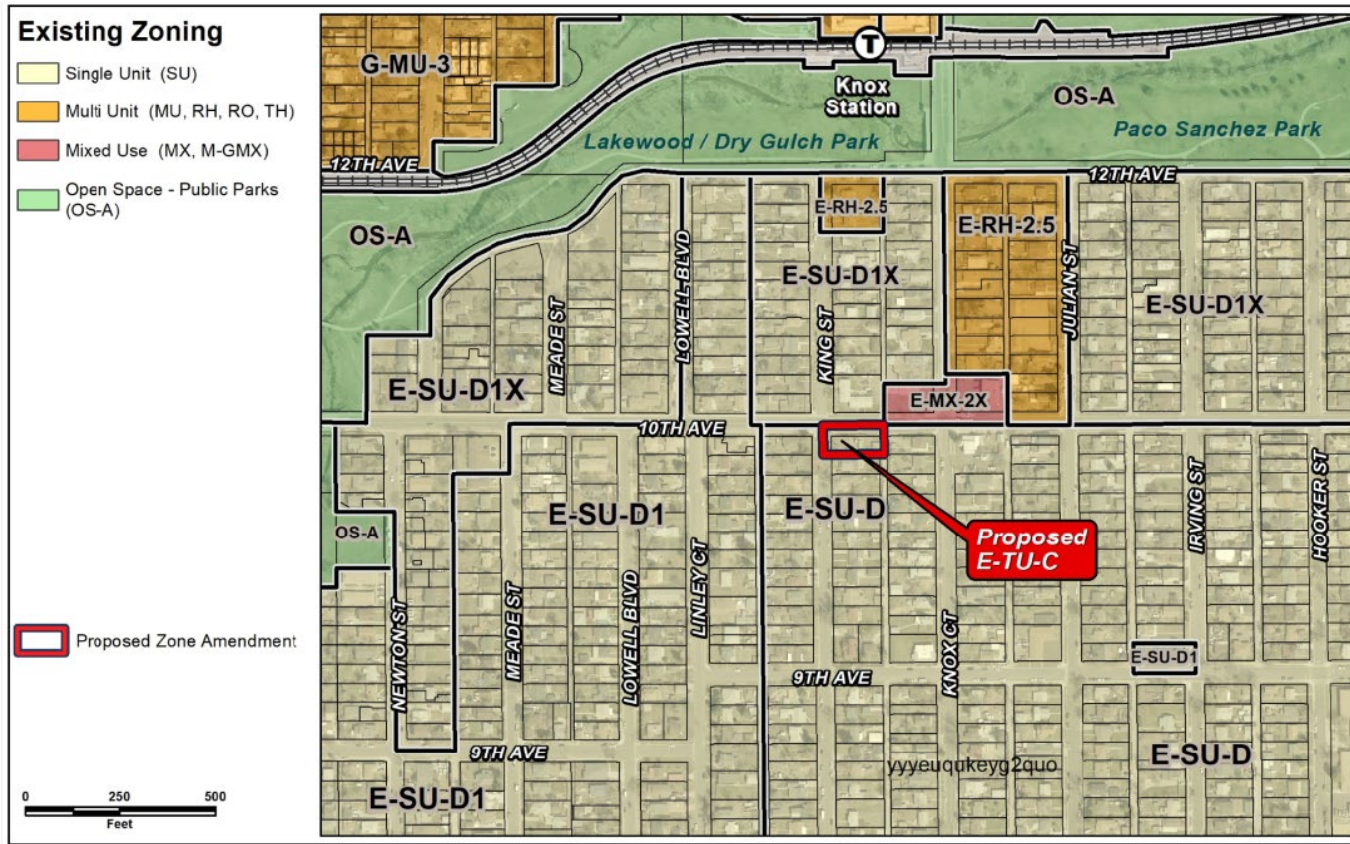 Existing Zoning
Single Unit (SU)
Multi Unit (MU, RH, RO, TH)
Mixed Use (MX, M-GMX)
Open Space - Public Parks
(OS-A)
Proposed Zone Amendment
0 250 500
Feet
G-MU-3
T
Knox
Station
OS-A
Lakewood / Dry Gulch Park
Paco Sanchez Park
12TH AVE
12TH AVE
OS-A
E-RH-2.5
E-RH-2.5
E-SU-D1X
E-SU-D1X
E-SU-D1X
MEADE ST
LOWELL BLVD
KING ST
JULIAN ST
E-MX-2X
10TH AVE
E-SU-D1
E-SU-D
Proposed
E-TU-C
OS-A
NEWTON ST
MEADE ST
LOWELL BLVD
LINLEY CT
KNOX CT
IRVING ST
HOOKER ST
E-SU-D1
9TH AVE
9TH AVE
E-SU-D
yyyeuqukeyg2quo
E-SU-D1